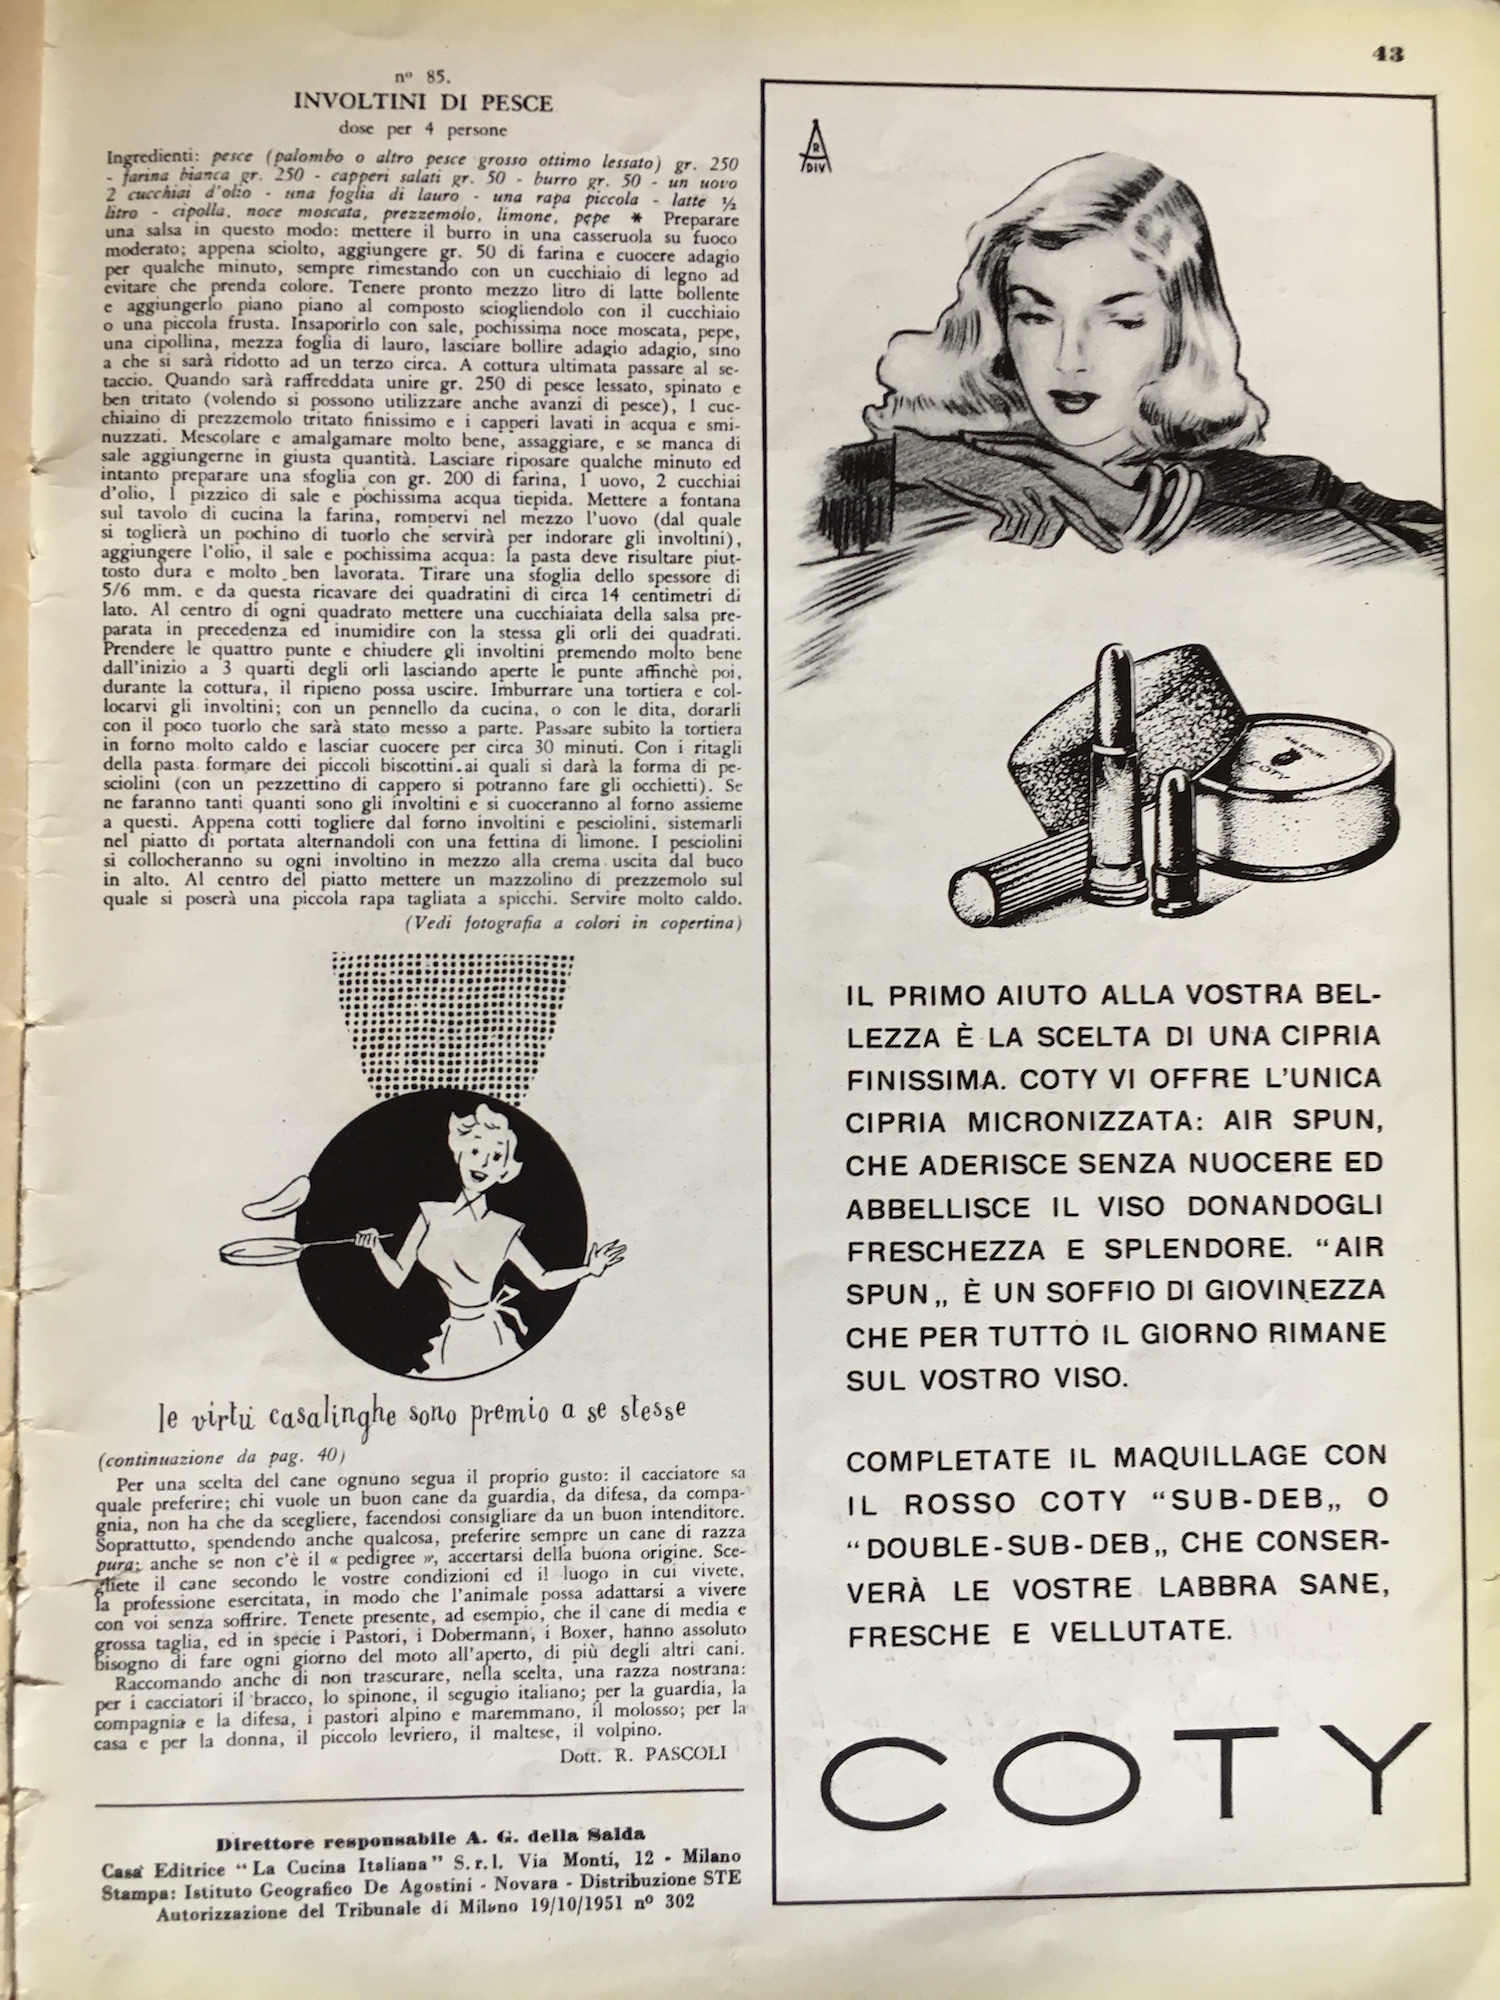 43
nº 85.
INVOLTINI DI PESCE
dose per 4 persone
Ingredienti: pesce (palombo o altro pesce grosso ottimo lessato) gr. 250
- farina bianca gr. 250 - capperi salati gr. 50 - burro gr. 50 - un uovo
2 cucchiai d'olio - una foglia di lauro - una rapa piccola - latte ½
litro - cipolla, noce moscata, prezzemolo, limone, pepe * Preparare
una salsa in questo modo: mettere il burro in una casseruola su fuoco
moderato; appena sciolto, aggiungere gr. 50 di farina e cuocere adagio
per qualche minuto, sempre rimestando con un cucchiaio di legno ad
evitare che prenda colore. Tenere pronto mezzo litro di latte bollente
e aggiungerlo piano piano al composto sciogliendolo con il cucchiaio
o una piccola frusta. Insaporirlo con sale, pochissima noce moscata, pepe,
una cipollina, mezza foglia di lauro, lasciare bollire adagio adagio, sino
a che si sarà ridotto ad un terzo circa. A cottura ultimata passare al se-
taccio. Quando sarà raffreddata unire gr. 250 di pesce lessato, spinato e
ben tritato (volendo si possono utilizzare anche avanzi di pesce), 1 cuc-
chiaino di prezzemolo tritato finissimo e i capperi lavati in acqua e smi-
nuzzati. Mescolare e amalgamare molto bene, assaggiare, e se manca di
sale aggiungerne in giusta quantità. Lasciare riposare qualche minuto ed
intanto preparare una sfoglia con gr. 200 di farina, 1 uovo, 2 cucchiai
d'olio, 1 pizzico di sale e pochissima acqua tiepida. Mettere a fontana
sul tavolo di cucina la farina, rompervi nel mezzo l'uovo (dal quale
si toglierà un pochino di tuorlo che servirà per indorare gli involtini),
aggiungere l'olio, il sale e pochissima acqua: la pasta deve risultare piut-
tosto dura e molto ben lavorata. Tirare una sfoglia dello spessore di
5/6 mm. e da questa ricavare dei quadratini di circa 14 centimetri di
lato. Al centro di ogni quadrato mettere una cucchiaiata della salsa pre-
parata in precedenza ed inumidire con la stessa gli orli dei quadrati.
Prendere le quattro punte e chiudere gli involtini premendo molto bene
dall'inizio a 3 quarti degli orli lasciando aperte le punte affinchè poi,
durante la cottura, il ripieno possa uscire. Imburrare una tortiera e col-
locarvi gli involtini; con un pennello da cucina, o con le dita, dorarli
con il poco tuorlo che sarà stato messo a parte. Passare subito la tortiera
in forno molto caldo e lasciar cuocere per circa 30 minuti. Con i ritagli
della pasta formare dei piccoli biscottini ai quali si darà la forma di pe-
sciolini (con un pezzettino di cappero si potranno fare gli occhietti). Se
ne faranno tanti quanti sono gli involtini e si cuoceranno al forno assieme
a questi. Appena cotti togliere dal forno involtini e pesciolini, sistemarli
nel piatto di portata alternandoli con una fettina di limone. I pesciolini
si collocheranno su ogni involtino in mezzo alla crema uscita dal buco
in alto. Al centro del piatto mettere un mazzolino di prezzemolo sul
quale si poserà una piccola rapa tagliata a spicchi. Servire molto caldo.
(Vedi fotografia a colori in copertina)
le virtù casalinghe sono premio a se stesse
(continuazione da pag. 40)
Per una scelta del cane ognuno segua il proprio gusto: il cacciatore sa
quale preferire; chi vuole un buon cane da guardia, da difesa, da compa-
gnia, non ha che da scegliere, facendosi consigliare da un buon intenditore.
Soprattutto, spendendo anche qualcosa, preferire sempre un cane di razza
pura; anche se non c'è il « pedigree », accertarsi della buona origine. Sce-
gliete il cane secondo le vostre condizioni ed il luogo in cui vivete,
la professione esercitata, in modo che l'animale possa adattarsi a vivere
con voi senza soffrire. Tenete presente, ad esempio, che il cane di media e
grossa taglia, ed in specie i Pastori, i Dobermann, i Boxer, hanno assoluto
bisogno di fare ogni giorno del moto all'aperto, di più degli altri cani.
Raccomando anche di non trascurare, nella scelta, una razza nostrana:
per i cacciatori il bracco, lo spinone, il segugio italiano; per la guardia, la
compagnia e la difesa, i pastori alpino e maremmano, il molosso; per la
casa e per la donna, il piccolo levriero, il maltese, il volpino.
Dott. R. PASCOLI
Direttore responsabile A. G. della Salda
Casa Editrice "La Cucina Italiana" S.r.l. Via Monti, 12 - Milano
Stampa: Istituto Geografico De Agostini - Novara - Distribuzione STE
Autorizzazione del Tribunale di Milano 19/10/1951 nº 302
A
R
DIV
AIR SPUN
COTY
IL PRIMO AIUTO ALLA VOSTRA BEL-
LEZZA È LA SCELTA DI UNA CIPRIA
FINISSIMA. COTY VI OFFRE L'UNICA
CIPRIA MICRONIZZATA: AIR SPUN,
CHE ADERISCE SENZA NUOCERE ED
ABBELLISCE IL VISO DONANDOGLI
FRESCHEZZA E SPLENDORE. “AIR
SPUN„ È UN SOFFIO DI GIOVINEZZA
CHE PER TUTTO IL GIORNO RIMANE
SUL VOSTRO VISO.
COMPLETATE IL MAQUILLAGE CON
IL ROSSO COTY “SUB-DEB„ O
“DOUBLE-SUB-DEB„ CHE CONSER-
VERÀ LE VOSTRE LABBRA SANE,
FRESCHE E VELLUTATE.
COTY